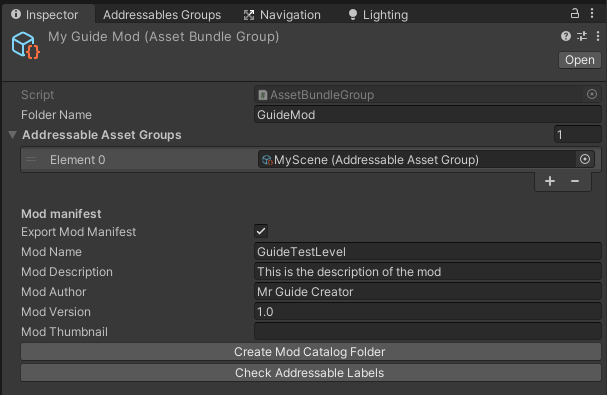 Inspector Addressables Groups Navigation Lighting
My Guide Mod (Asset Bundle Group)
Open
Script AssetBundleGroup
Folder Name GuideMod
Addressable Asset Groups 1
Element 0 MyScene (Addressable Asset Group)
Mod manifest
Export Mod Manifest
Mod Name GuideTestLevel
Mod Description This is the description of the mod
Mod Author Mr Guide Creator
Mod Version 1.0
Mod Thumbnail
Create Mod Catalog Folder
Check Addressable Labels